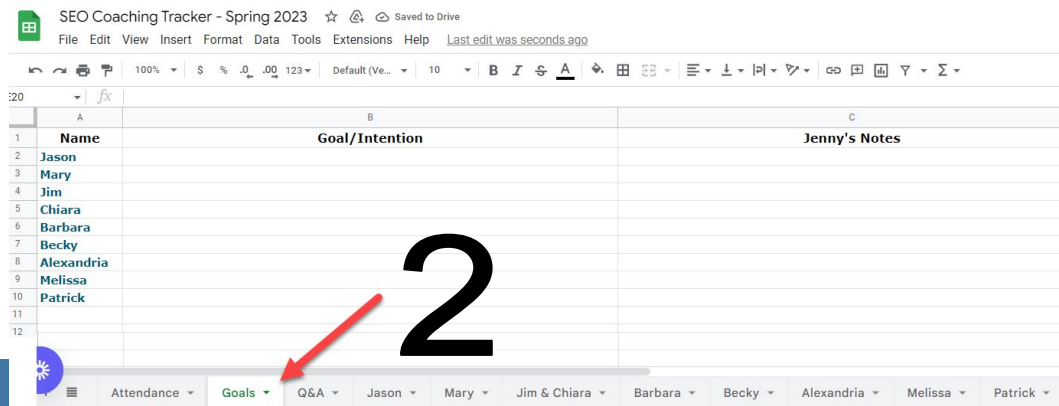 SEO Coaching Tracker - Spring 2023 Saved to Drive
File Edit View Insert Format Data Tools Extensions Help Last edit was seconds ago
100% $ % .0 .00 123 Default (Ve... 10 B I S A
E20 fx
A B C
1 Name Goal/Intention Jenny's Notes
2 Jason
3 Mary
4 Jim
5 Chiara
6 Barbara
7 Becky
8 Alexandria
9 Melissa
10 Patrick
11
12
2
Attendance Goals Q&A Jason Mary Jim & Chiara Barbara Becky Alexandria Melissa Patrick